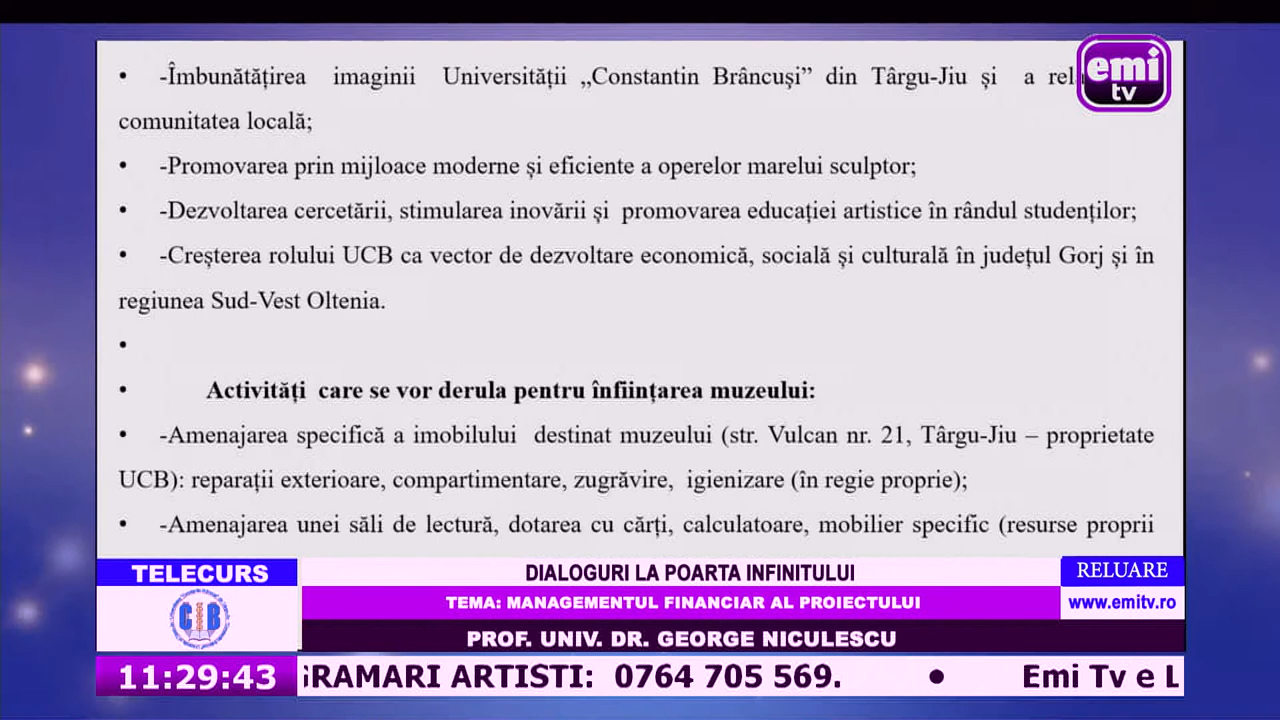 • -Îmbunătățirea imaginii Universității „Constantin Brâncuşi” din Târgu-Jiu și a
comunitatea locală;
• -Promovarea prin mijloace moderne și eficiente a operelor marelui sculptor;
• -Dezvoltarea cercetării, stimularea inovării și promovarea educației artistice în rândul studenților;
• -Creșterea rolului UCB ca vector de dezvoltare economică, socială și culturală în județul Gorj și în
regiunea Sud-Vest Oltenia.
•
• Activități care se vor derula pentru înființarea muzeului:
• -Amenajarea specifică a imobilului destinat muzeului (str. Vulcan nr. 21, Târgu-Jiu – proprietate
UCB): reparații exterioare, compartimentare, zugrăvire, igienizare (în regie proprie);
• -Amenajarea unei săli de lectură, dotarea cu cărți, calculatoare, mobilier specific (resurse proprii
emi
tv
TELECURS
CIB
DIALOGURI LA POARTA INFINITULUI
RELUARE
TEMA: MANAGEMENTUL FINANCIAR AL PROIECTULUI
www.emitv.ro
PROF. UNIV. DR. GEORGE NICULESCU
11:29:43
GRAMARI ARTISTI: 0764 705 569. • Emi Tv e L